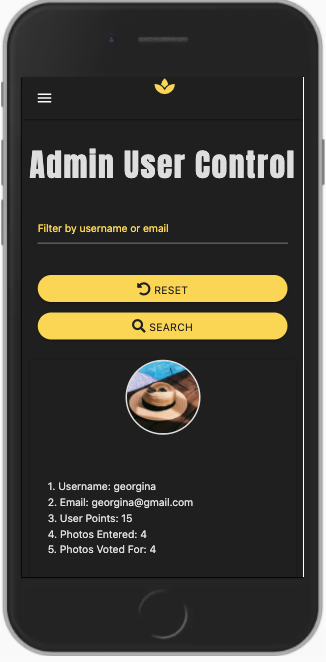 Admin User Control
Filter by username or email
RESET
SEARCH
1. Username: georgina
2. Email: georgina@gmail.com
3. User Points: 15
4. Photos Entered: 4
5. Photos Voted For: 4